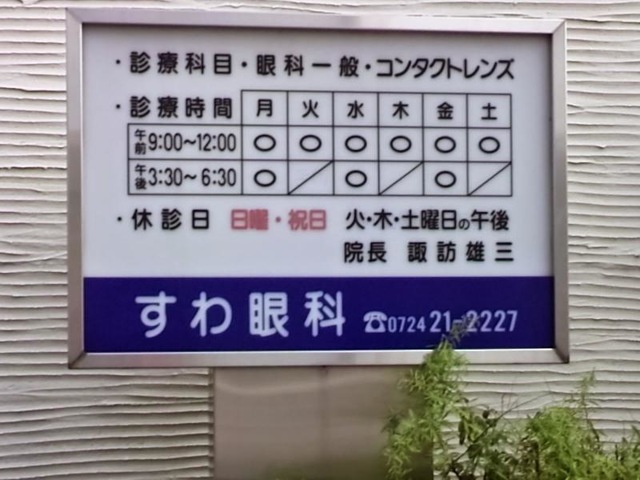 ・診療科目・眼科一般・コンタクトレンズ
・診療時間 月 火 水 木 金 土
午前 9:00〜12:00 ○ ○ ○ ○ ○ ○
午後 3:30〜6:30 ○ ／ ○ ／ ○ ／
・休診日 日曜・祝日 火・木・土曜日の午後
院長 諏訪雄三
すわ眼科 ☎0724 21-2227